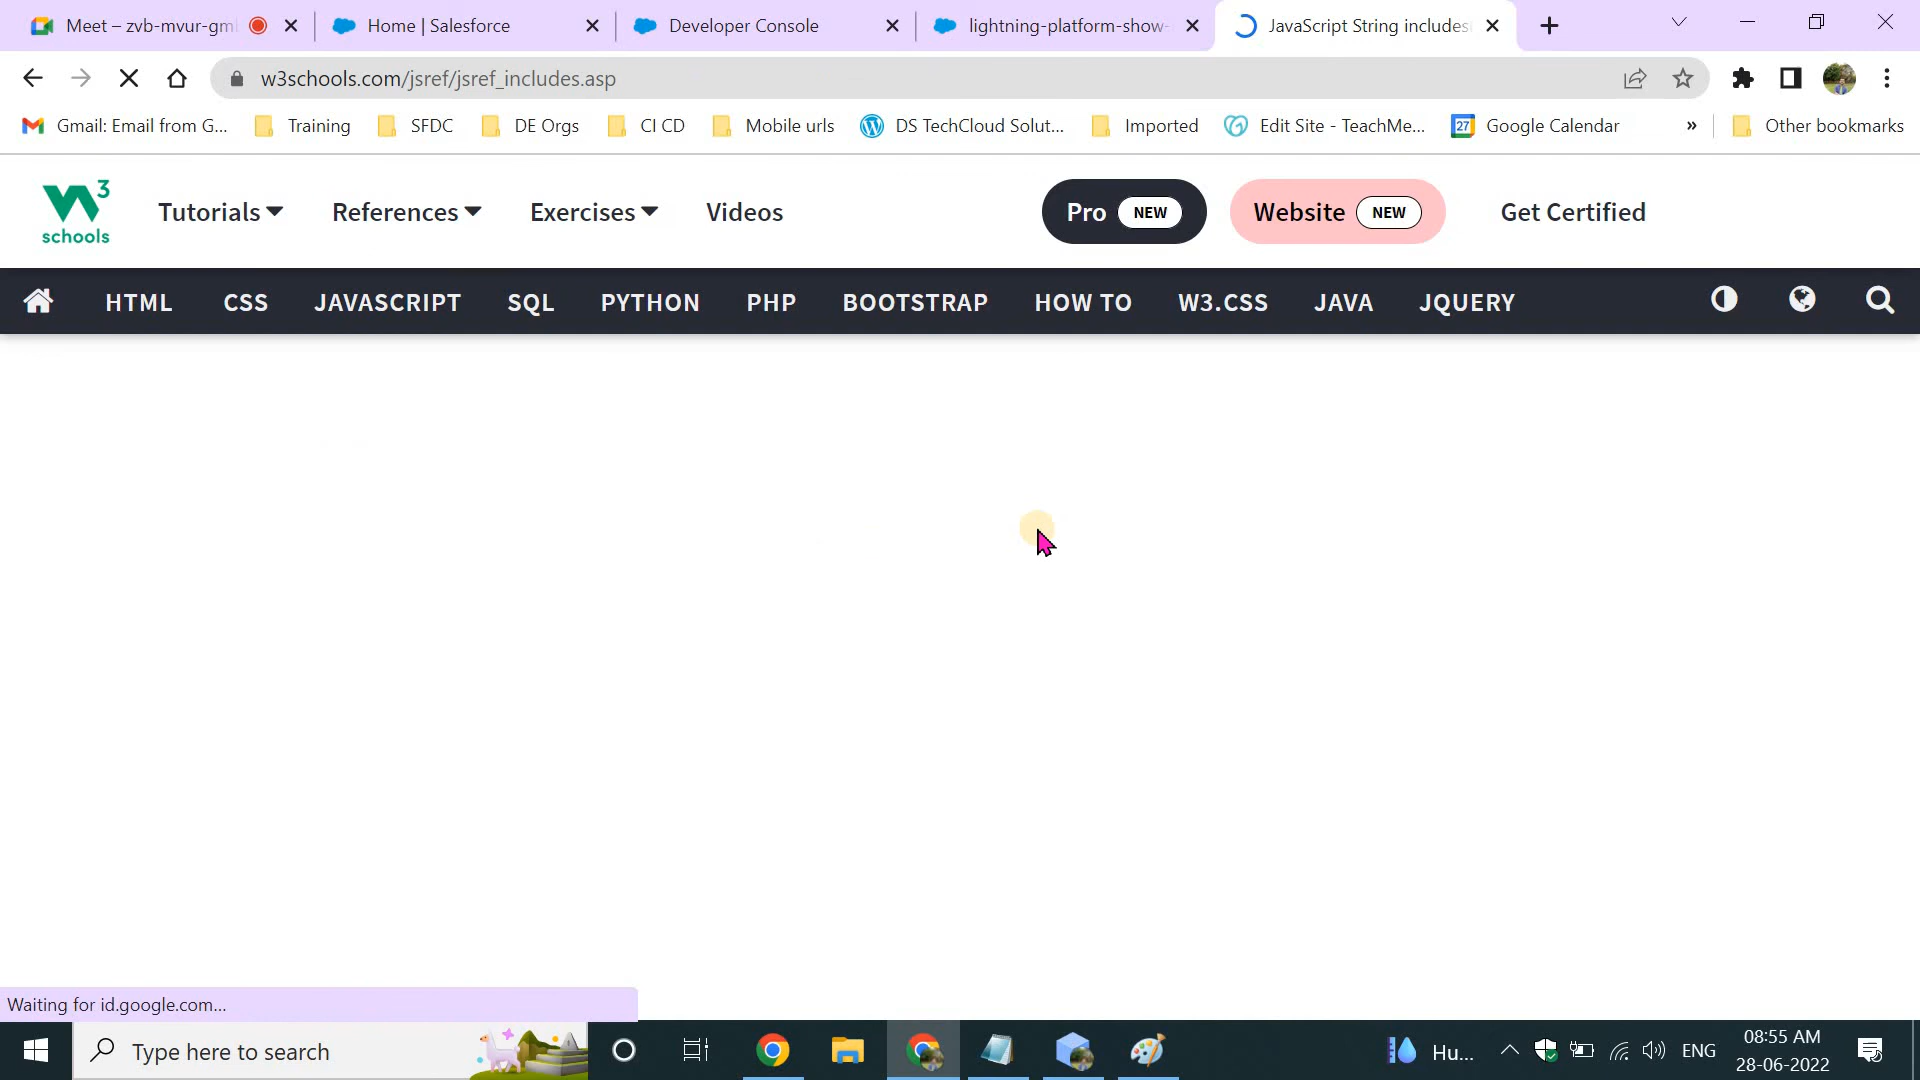 Meet – zvb-mvur-gml
Home | Salesforce
Developer Console
lightning-platform-show-
JavaScript String includes(
w3schools.com/jsref/jsref_includes.asp
Gmail: Email from G...
Training
SFDC
DE Orgs
CI CD
Mobile urls
DS TechCloud Solut...
Imported
Edit Site - TeachMe...
27
Google Calendar
»
Other bookmarks
W3 schools
Tutorials
References
Exercises
Videos
Pro NEW
Website NEW
Get Certified
HTML
CSS
JAVASCRIPT
SQL
PYTHON
PHP
BOOTSTRAP
HOW TO
W3.CSS
JAVA
JQUERY
Waiting for id.google.com...
Type here to search
Hu...
ENG
08:55 AM
28-06-2022